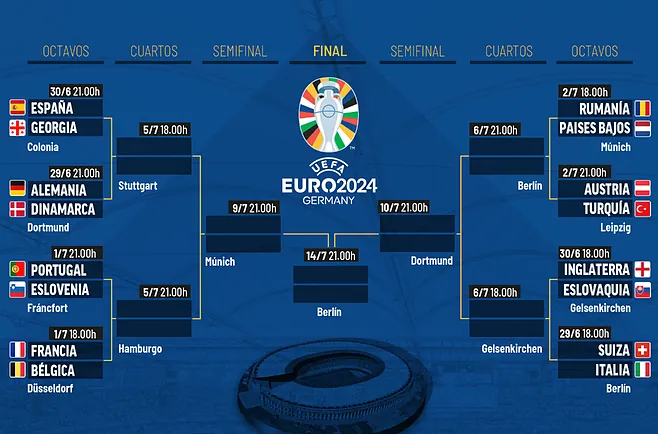 OCTAVOS CUARTOS SEMIFINAL FINAL SEMIFINAL CUARTOS OCTAVOS
30/6 21.00h
ESPAÑA
GEORGIA
Colonia
29/6 21.00h
ALEMANIA
DINAMARCA
Dortmund
1/7 21.00h
PORTUGAL
ESLOVENIA
Fráncfort
1/7 18.00h
FRANCIA
BÉLGICA
Düsseldorf
5/7 18.00h
Stuttgart
5/7 21.00h
Hamburgo
9/7 21.00h
Múnich
UEFA
EURO2024
GERMANY
14/7 21.00h
Berlín
10/7 21.00h
Dortmund
6/7 21.00h
Berlín
6/7 18.00h
Gelsenkirchen
2/7 18.00h
RUMANÍA
PAISES BAJOS
Múnich
2/7 21.00h
AUSTRIA
TURQUÍA
Leipzig
30/6 18.00h
INGLATERRA
ESLOVAQUIA
Gelsenkirchen
29/6 18.00h
SUIZA
ITALIA
Berlín